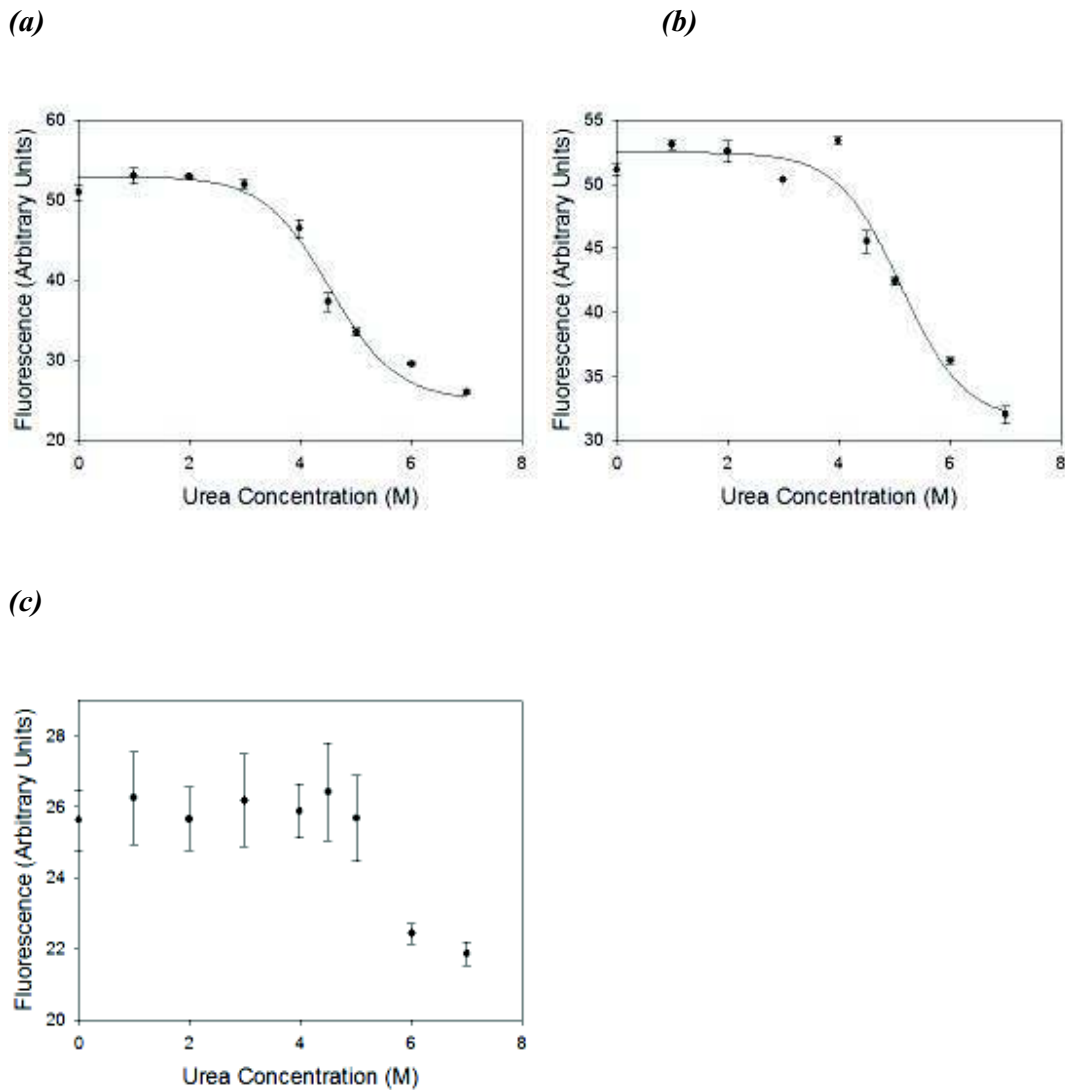 (a)
(b)
Fluorescence (Arbitrary Units)
60
50
40
30
20
0 2 4 6 8
Urea Concentration (M)
Fluorescence (Arbitrary Units)
55
50
45
40
35
30
0 2 4 6 8
Urea Concentration (M)
(c)
Fluorescence (Arbitrary Units)
28
26
24
22
20
0 2 4 6 8
Urea Concentration (M)